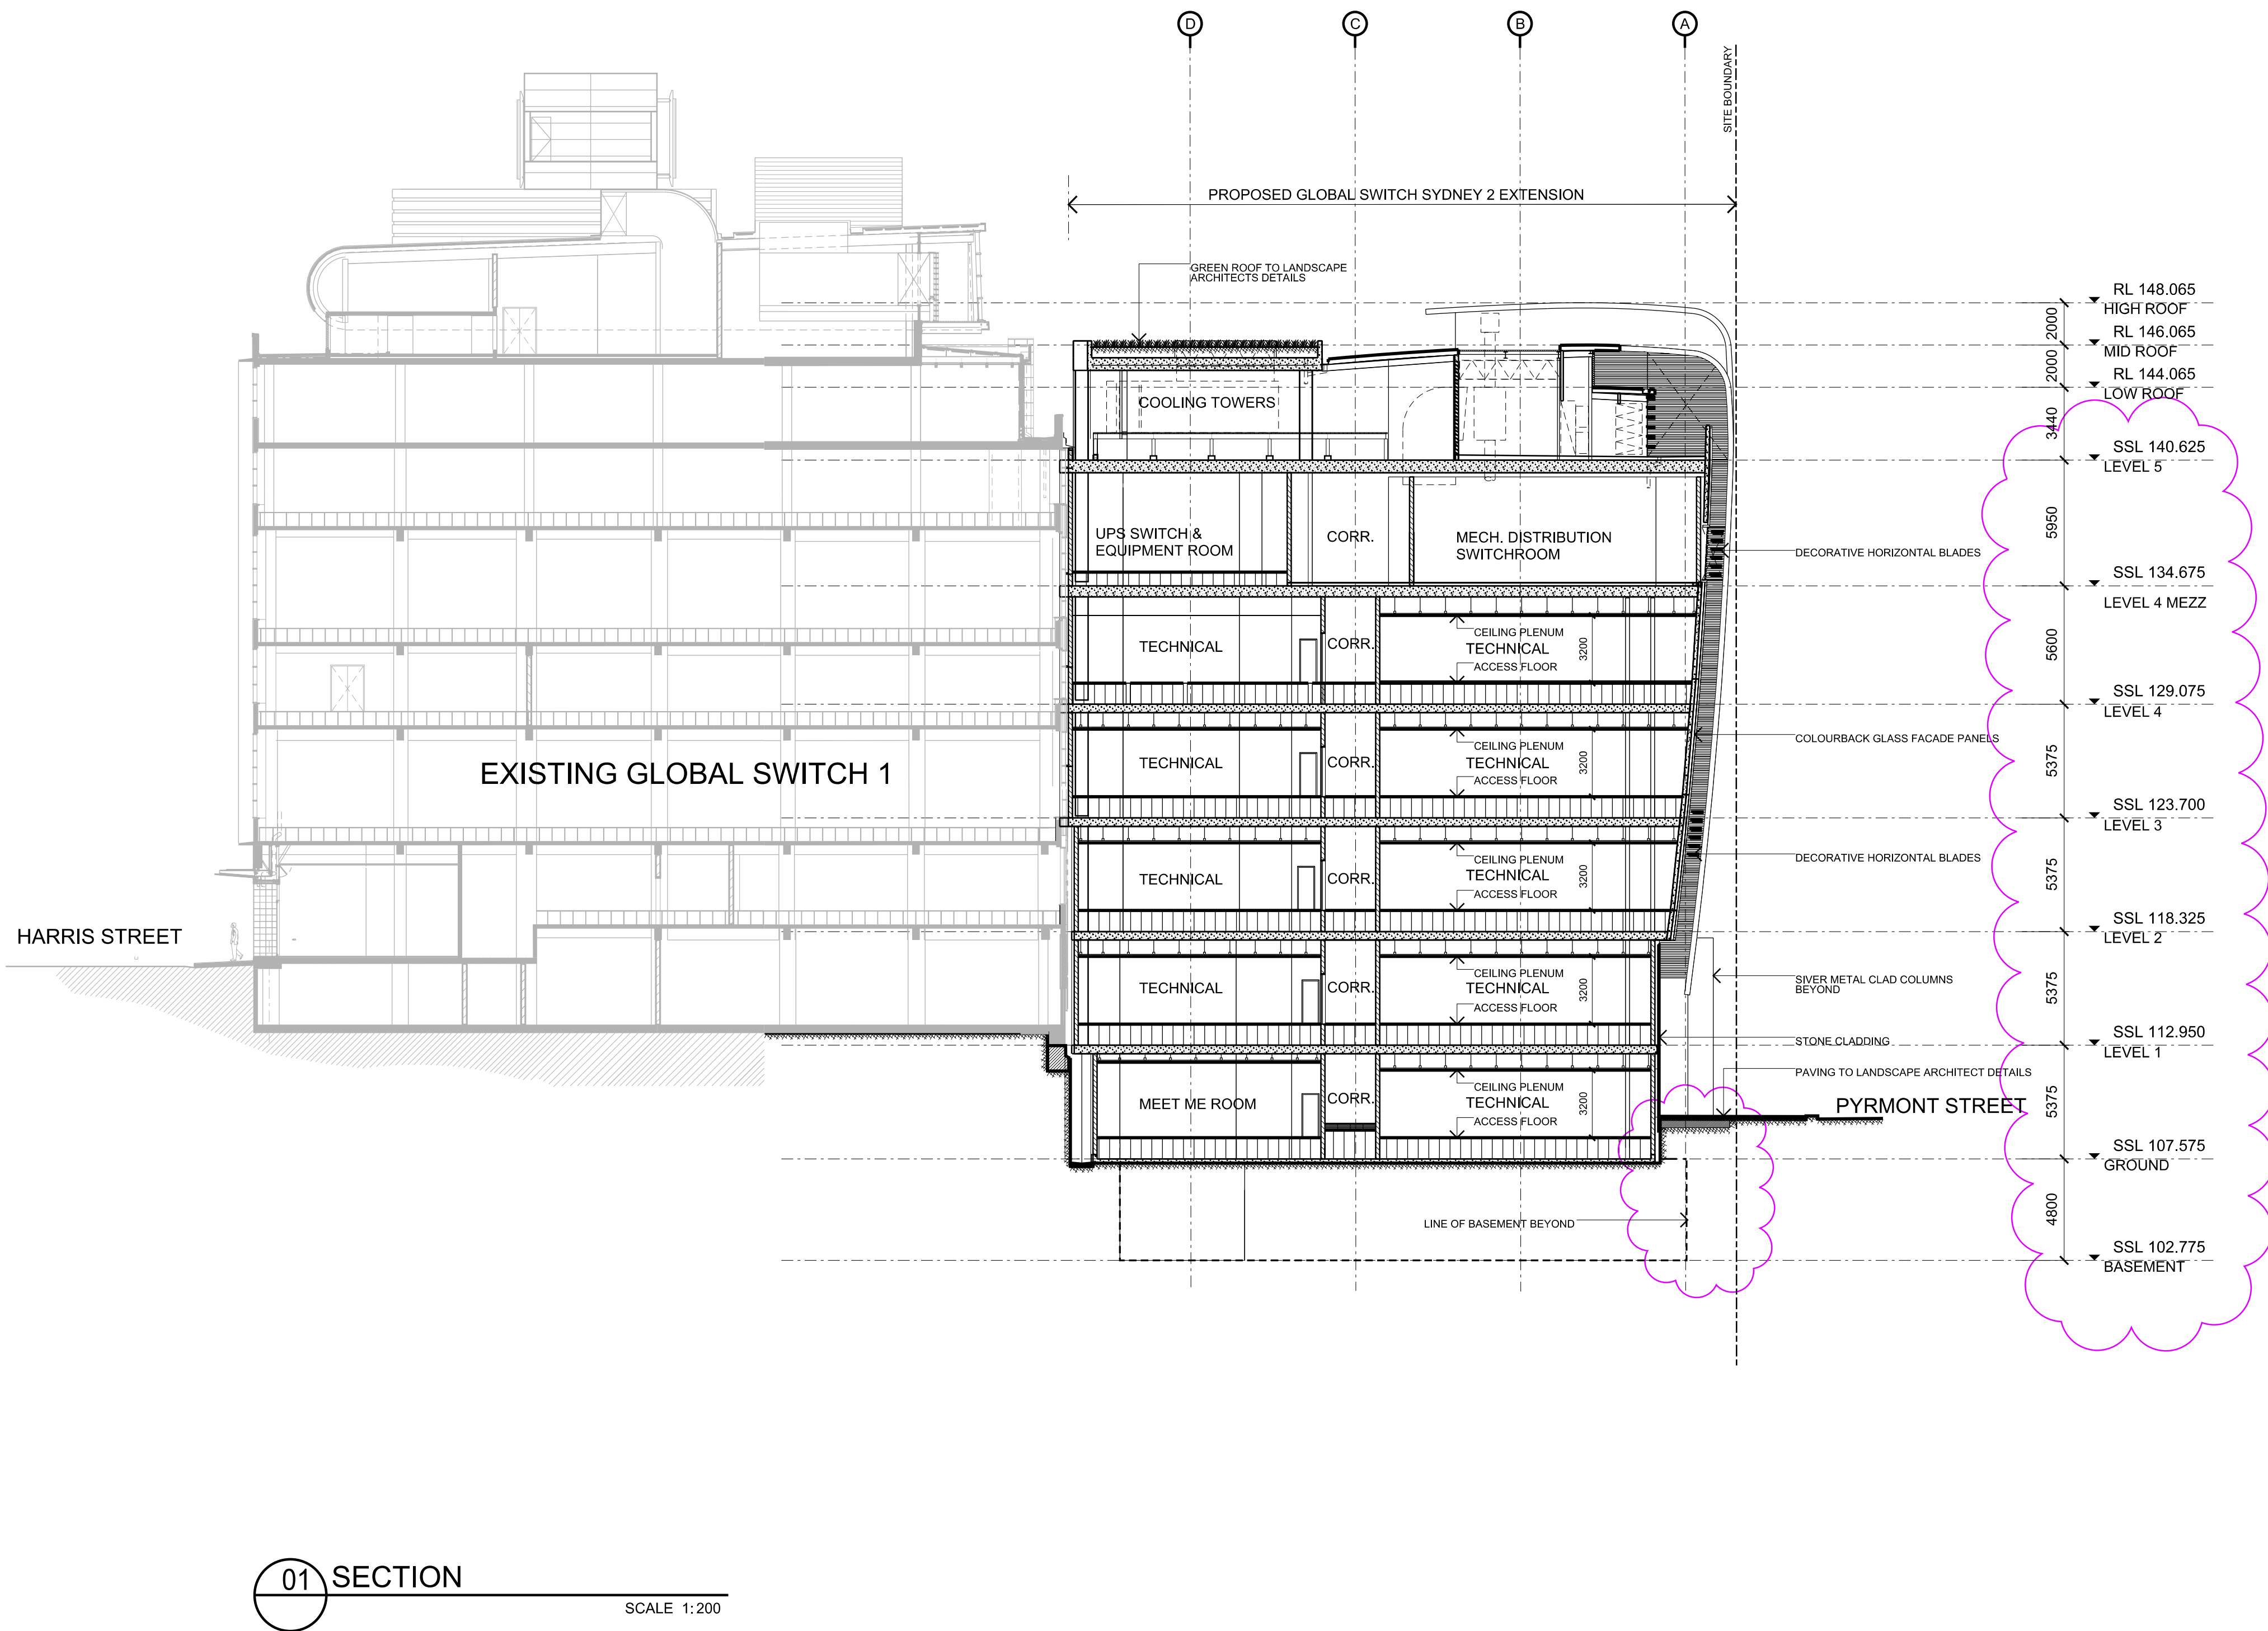 D
C
B
A
SITE BOUNDARY
PROPOSED GLOBAL SWITCH SYDNEY 2 EXTENSION
GREEN ROOF TO LANDSCAPE
ARCHITECTS DETAILS
RL 148.065
HIGH ROOF
2000
RL 146.065
MID ROOF
2000
RL 144.065
LOW ROOF
3440
SSL 140.625
LEVEL 5
5950
SSL 134.675
LEVEL 4 MEZZ
5600
SSL 129.075
LEVEL 4
5375
SSL 123.700
LEVEL 3
5375
SSL 118.325
LEVEL 2
5375
SSL 112.950
LEVEL 1
5375
SSL 107.575
GROUND
4800
SSL 102.775
BASEMENT
COOLING TOWERS
UPS SWITCH &
EQUIPMENT ROOM
CORR.
MECH. DISTRIBUTION
SWITCHROOM
DECORATIVE HORIZONTAL BLADES
TECHNICAL
CORR.
CEILING PLENUM
TECHNICAL
ACCESS FLOOR
3200
TECHNICAL
CORR.
CEILING PLENUM
TECHNICAL
ACCESS FLOOR
3200
COLOURBACK GLASS FACADE PANELS
EXISTING GLOBAL SWITCH 1
TECHNICAL
CORR.
CEILING PLENUM
TECHNICAL
ACCESS FLOOR
3200
DECORATIVE HORIZONTAL BLADES
HARRIS STREET
TECHNICAL
CORR.
CEILING PLENUM
TECHNICAL
ACCESS FLOOR
3200
SIVER METAL CLAD COLUMNS
BEYOND
STONE CLADDING
PAVING TO LANDSCAPE ARCHITECT DETAILS
MEET ME ROOM
CORR.
CEILING PLENUM
TECHNICAL
ACCESS FLOOR
3200
PYRMONT STREET
LINE OF BASEMENT BEYOND
01
SECTION
SCALE 1:200